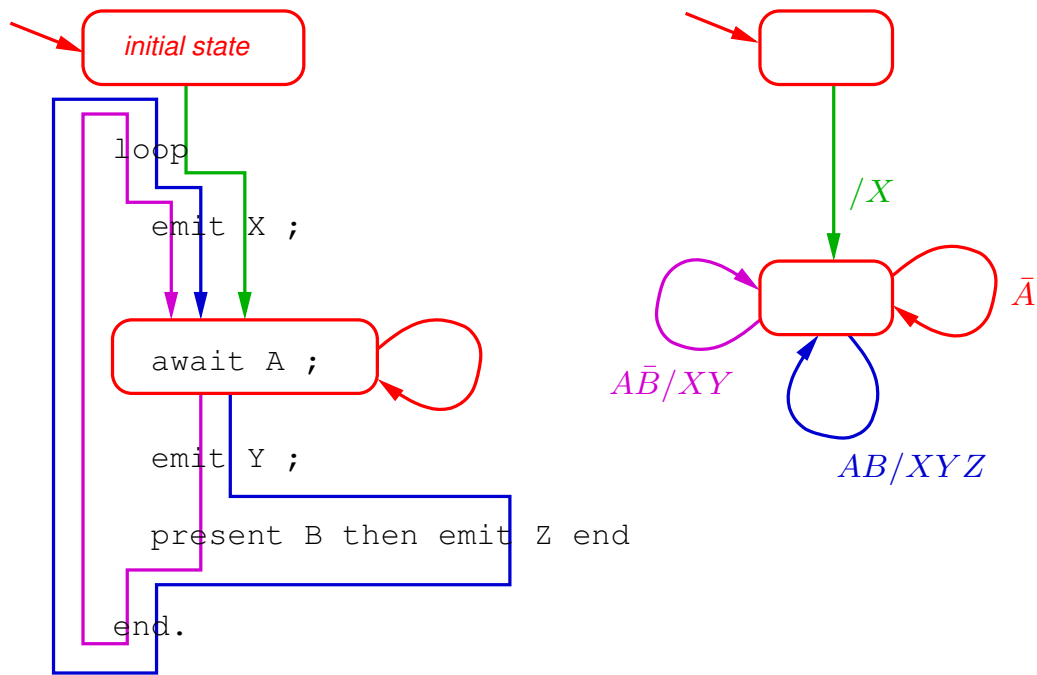 initial state
loop
emit X ;
await A ;
emit Y ;
present B then emit Z end
end.
/X
Ā
AB̄/XY
AB/XYZ